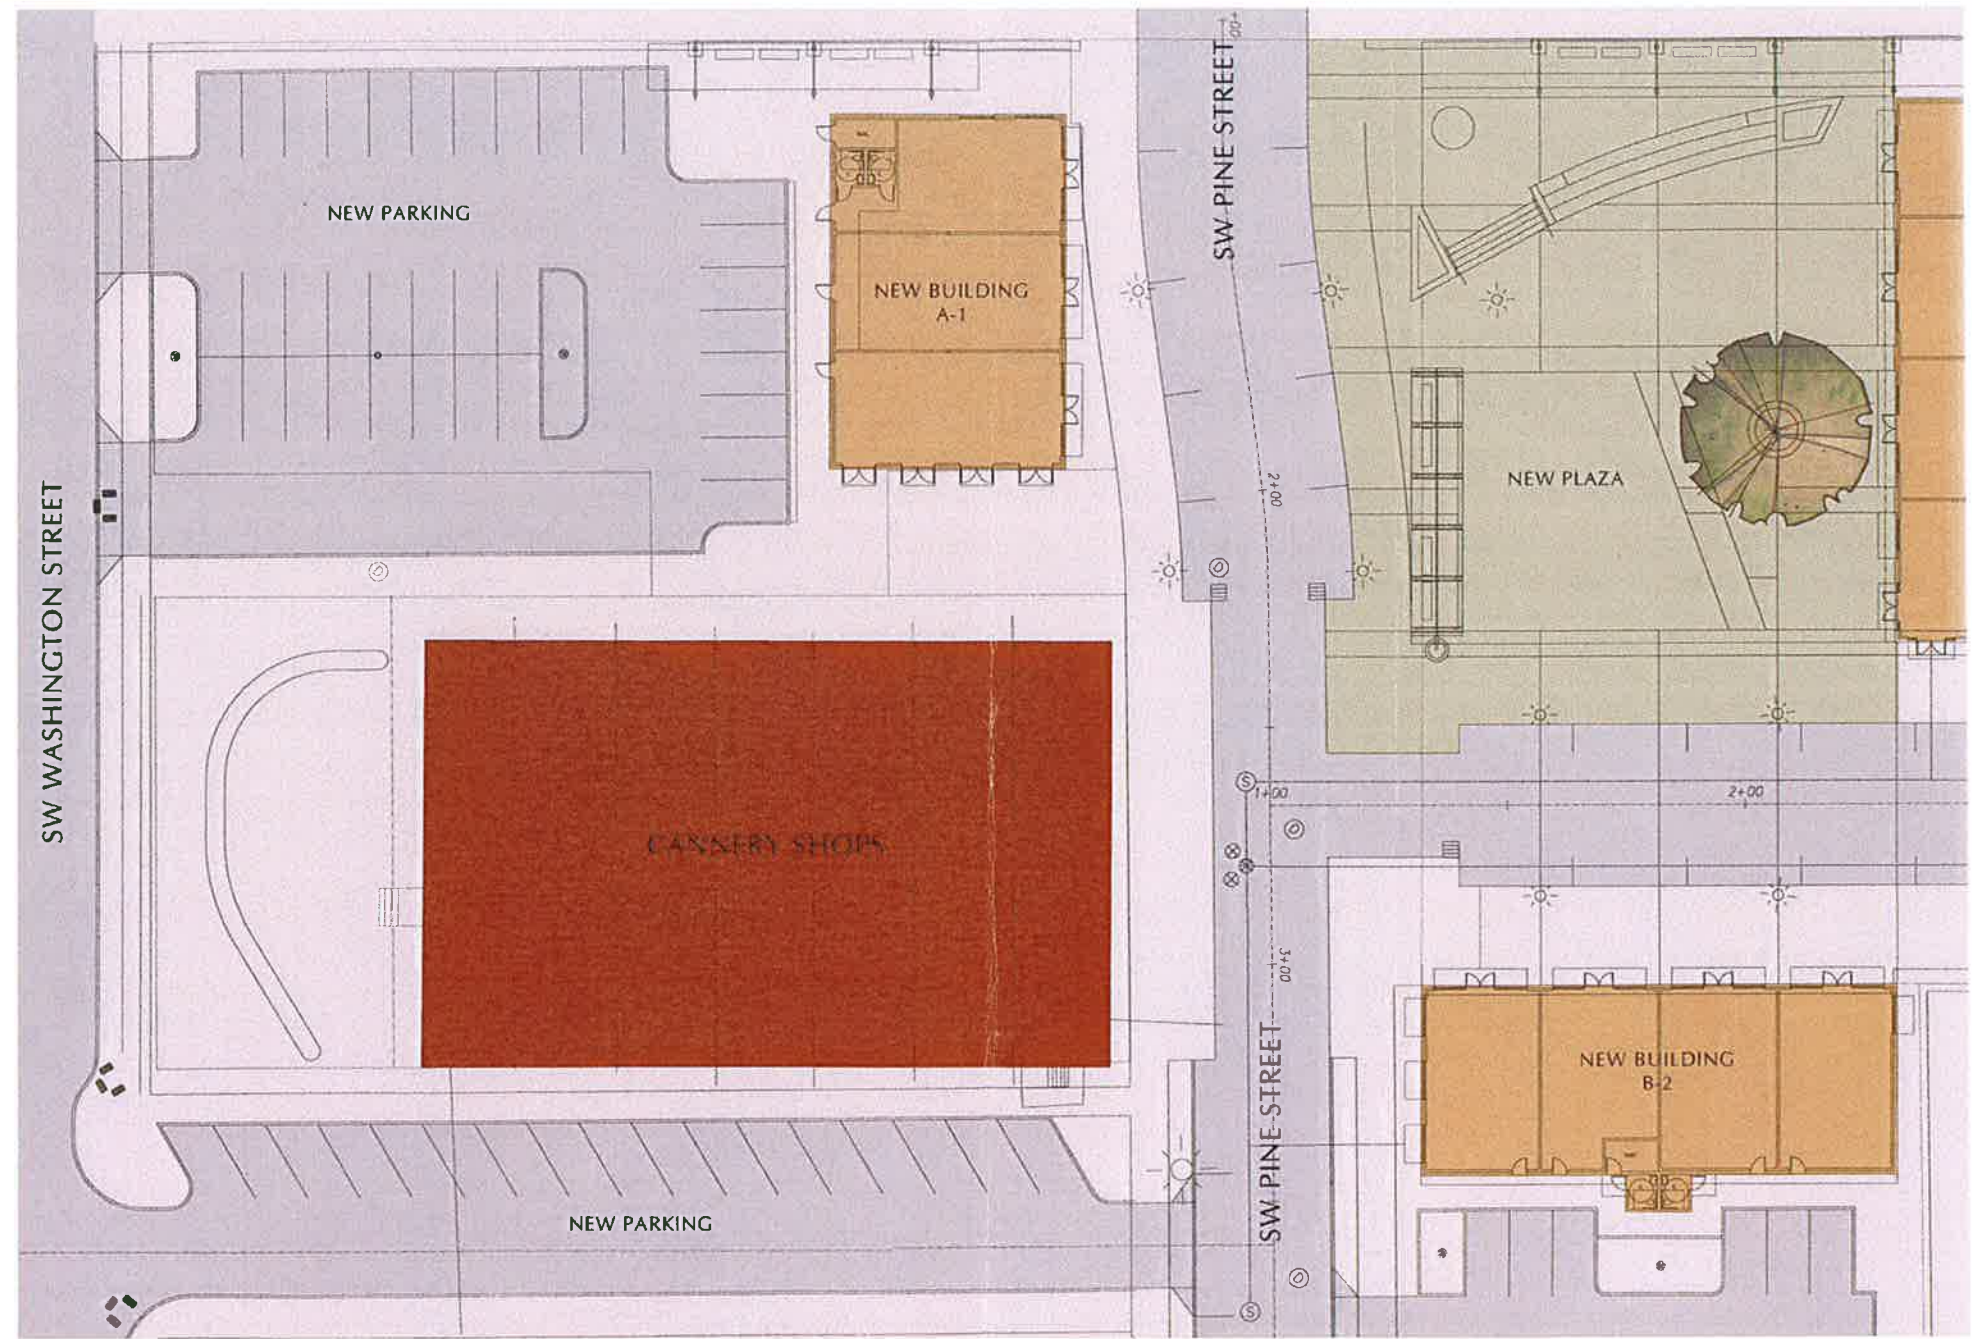 SW PINE STREET
NEW PARKING
NEW BUILDING
A-1
NEW PLAZA
2+00
SW WASHINGTON STREET
CANNERY SHOPS
S
1+00
2+00
3+00
SW PINE STREET
NEW BUILDING
B-2
NEW PARKING
S